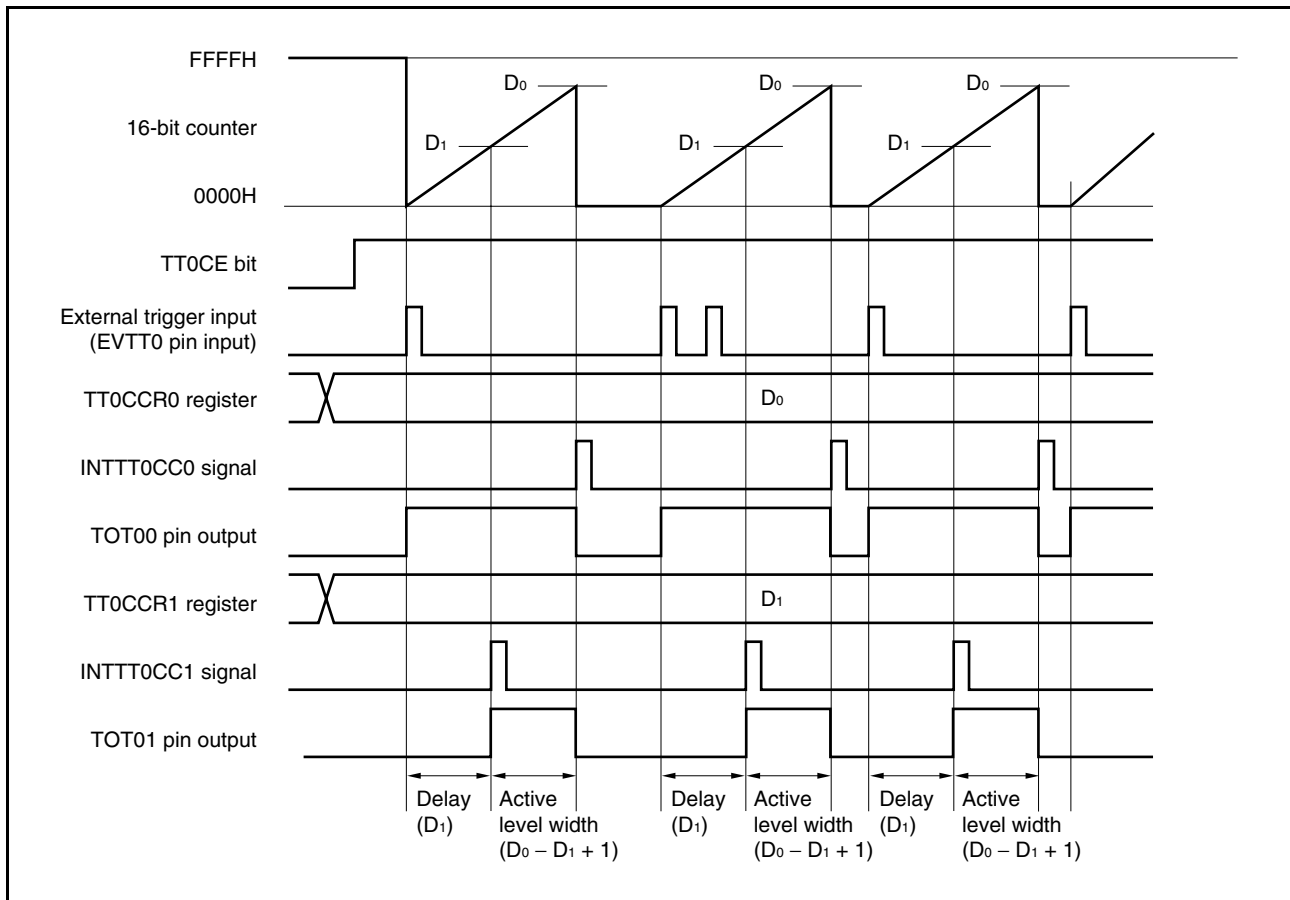 FFFFH
D0 D0 D0
16-bit counter
D1 D1 D1
0000H
TT0CE bit
External trigger input
(EVTT0 pin input)
TT0CCR0 register
D0
INTTT0CC0 signal
TOT00 pin output
TT0CCR1 register
D1
INTTT0CC1 signal
TOT01 pin output
Delay
(D1)
Active
level width
(D0 − D1 + 1)
Delay
(D1)
Active
level width
(D0 − D1 + 1)
Delay
(D1)
Active
level width
(D0 − D1 + 1)